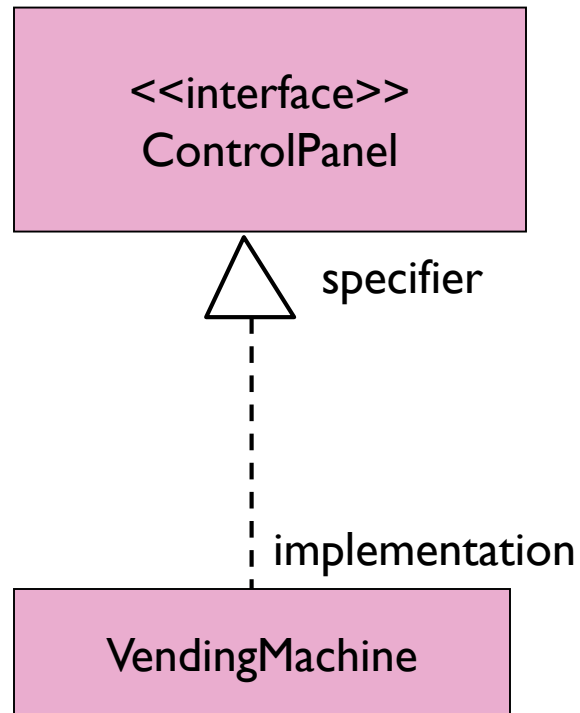 <<interface>>
ControlPanel
specifier
implementation
VendingMachine